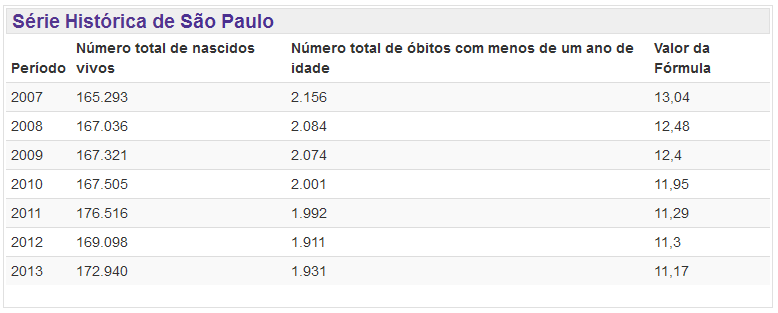 Série Histórica de São Paulo
Período Número total de nascidos vivos Número total de óbitos com menos de um ano de idade Valor da Fórmula
2007 165.293 2.156 13,04
2008 167.036 2.084 12,48
2009 167.321 2.074 12,4
2010 167.505 2.001 11,95
2011 176.516 1.992 11,29
2012 169.098 1.911 11,3
2013 172.940 1.931 11,17